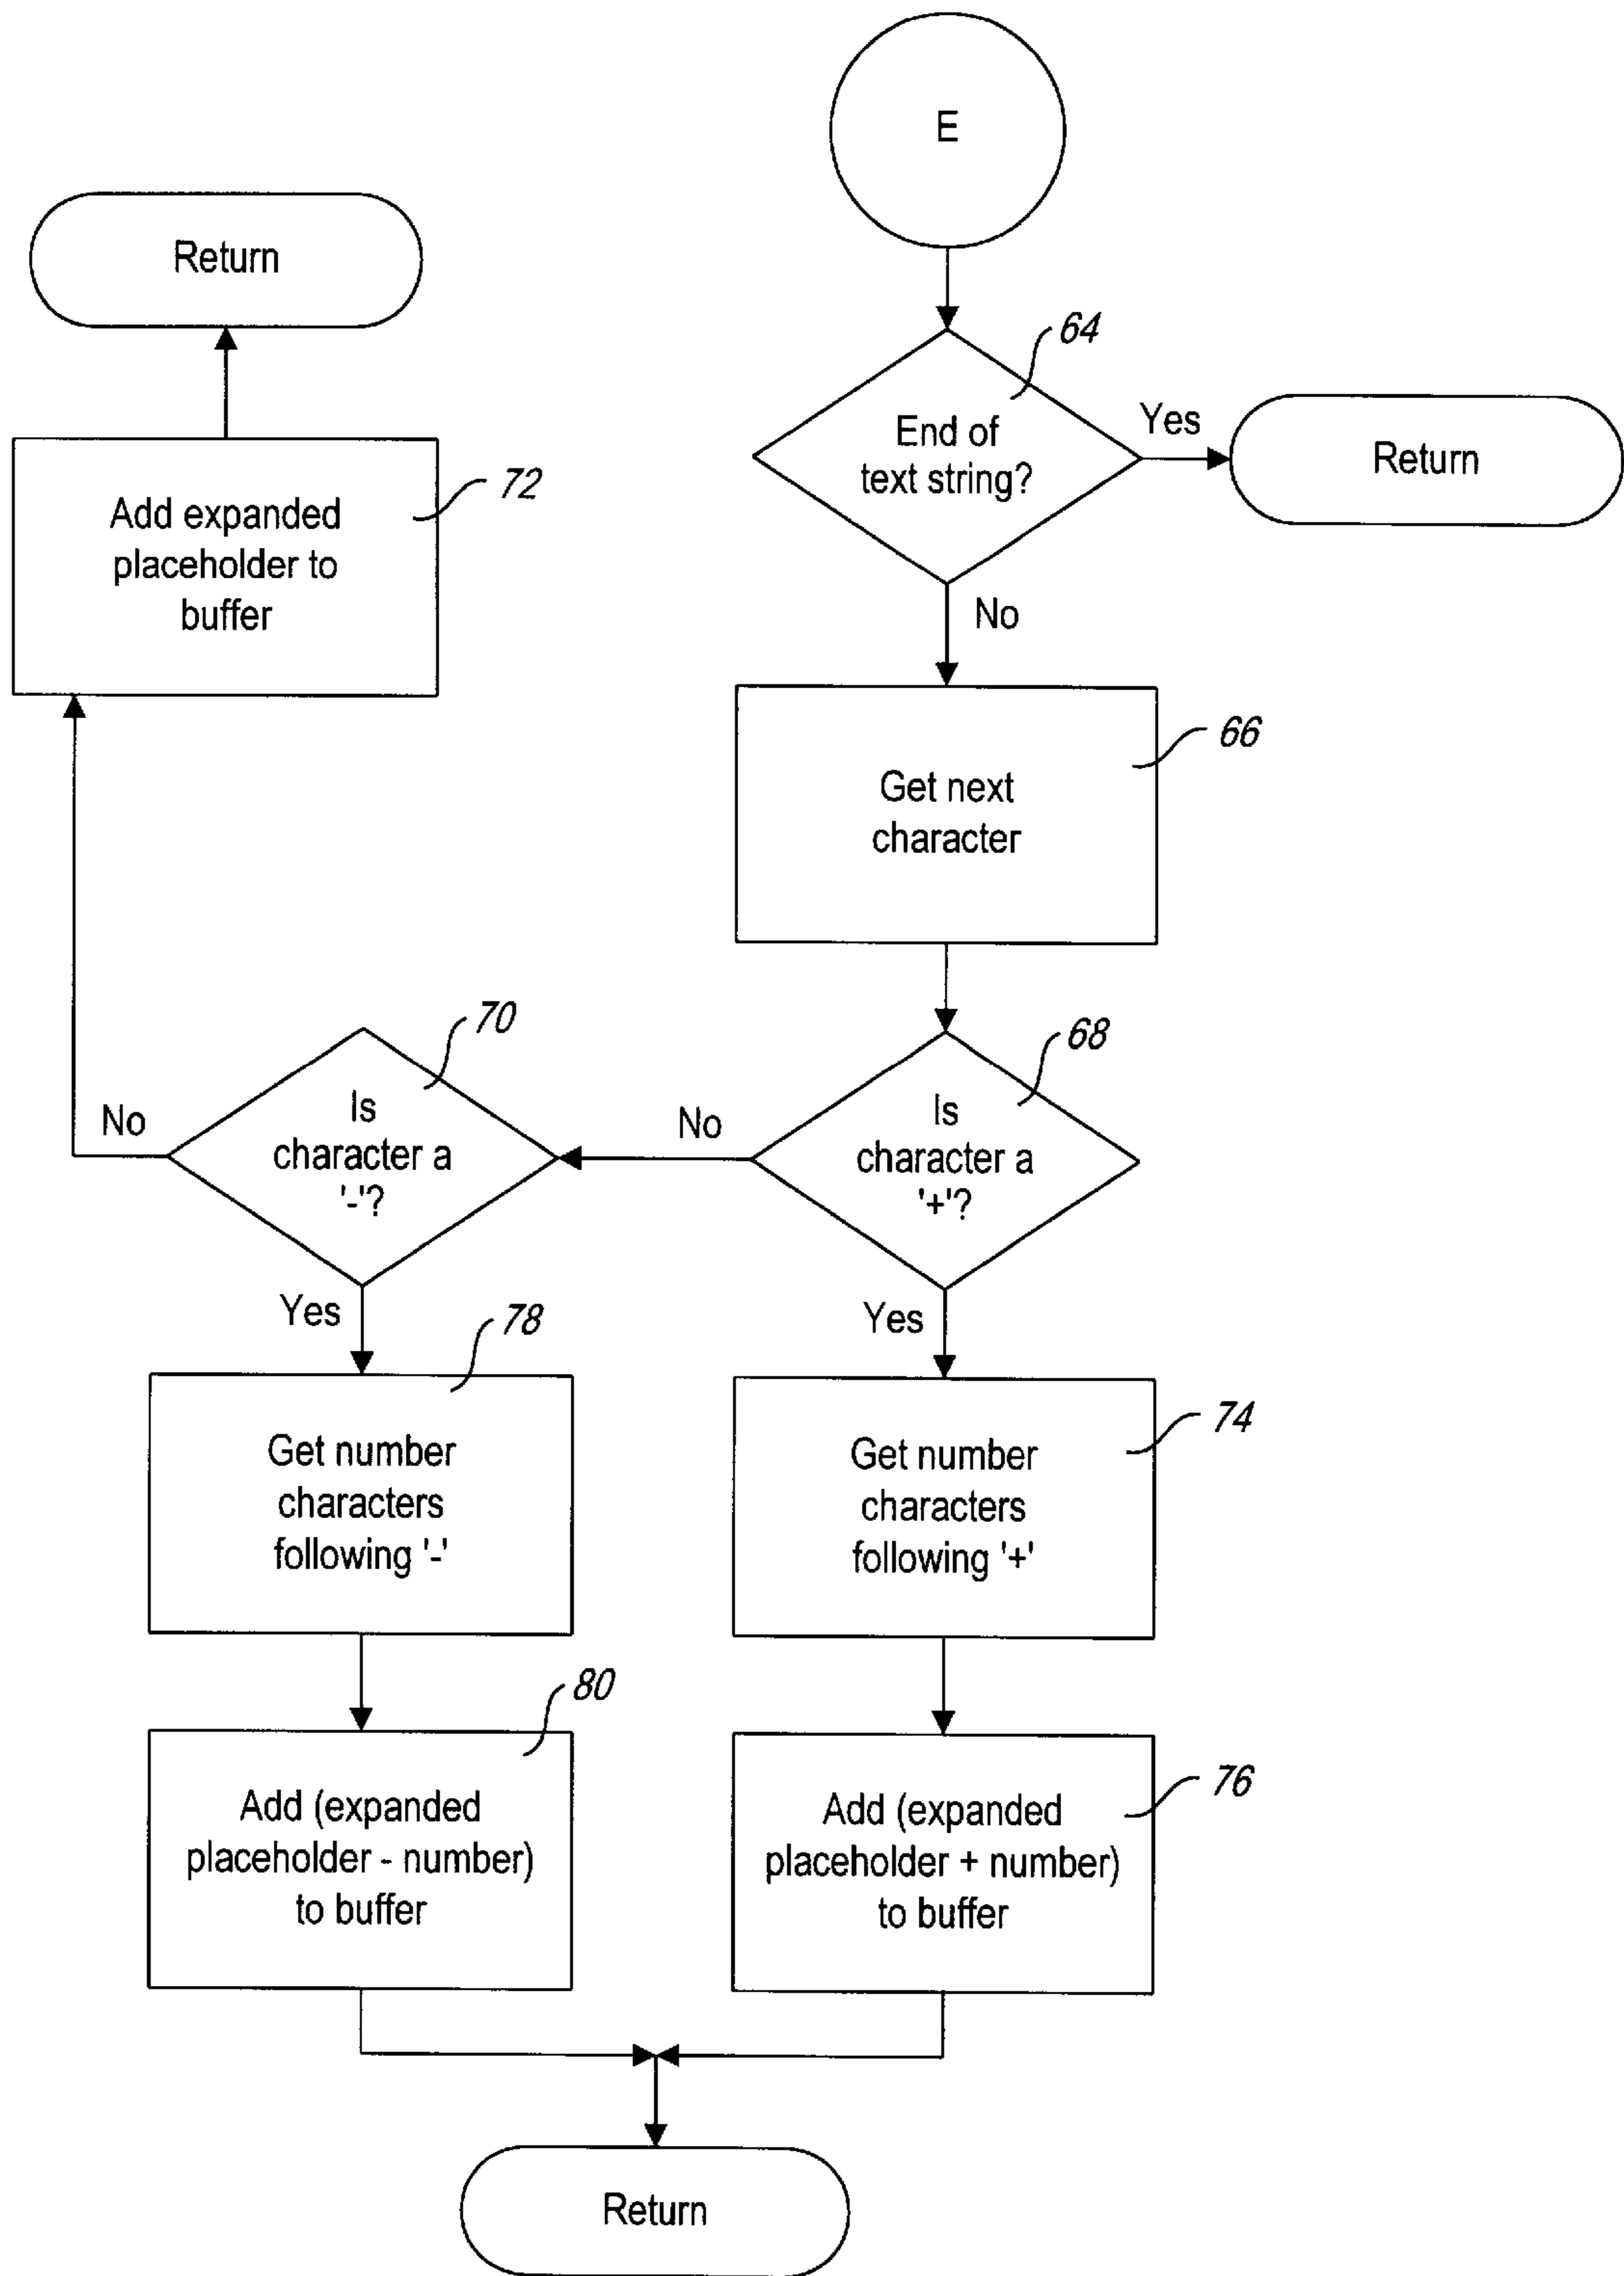 E
Return
64
End of
text string?
Yes
Return
72
Add expanded
placeholder to
buffer
No
66
Get next
character
70
Is
character a
'-'?
No
No
68
Is
character a
'+'?
Yes
Yes
78
Get number
characters
following '-'
74
Get number
characters
following '+'
80
Add (expanded
placeholder - number)
to buffer
76
Add (expanded
placeholder + number)
to buffer
Return